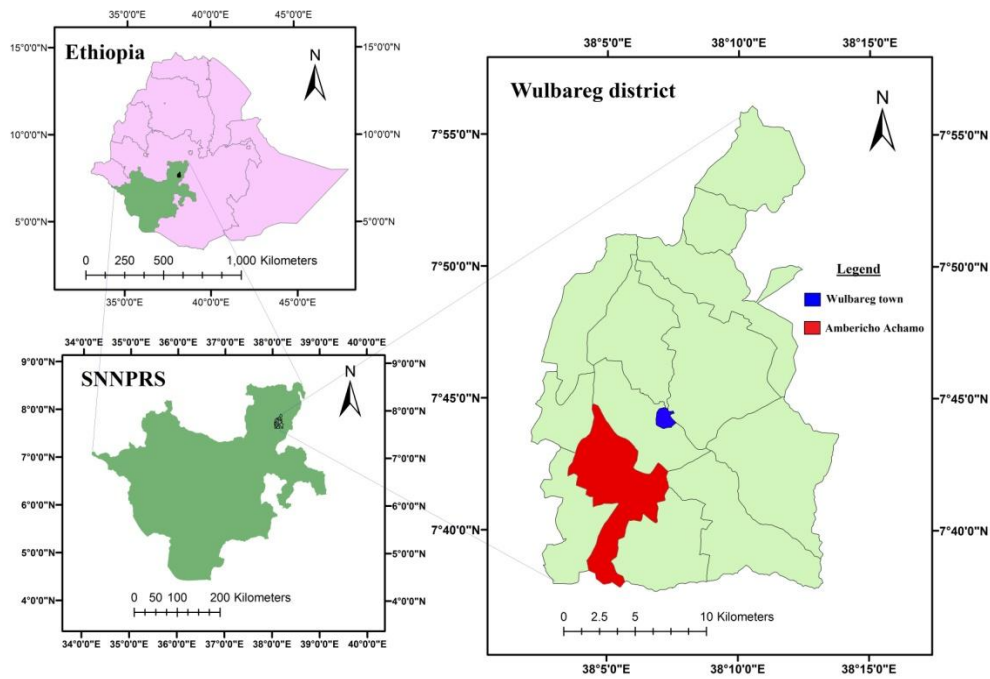 35°0'0"E 40°0'0"E 45°0'0"E
Ethiopia
N
15°0'0"N 15°0'0"N
10°0'0"N 10°0'0"N
5°0'0"N 5°0'0"N
0 250 500 1,000 Kilometers
35°0'0"E 40°0'0"E 45°0'0"E
34°0'0"E 35°0'0"E 36°0'0"E 37°0'0"E 38°0'0"E 39°0'0"E 40°0'0"E
SNNPRS
N
9°0'0"N 9°0'0"N
8°0'0"N 8°0'0"N
7°0'0"N 7°0'0"N
6°0'0"N 6°0'0"N
5°0'0"N 5°0'0"N
4°0'0"N 4°0'0"N
0 50 100 200 Kilometers
34°0'0"E 35°0'0"E 36°0'0"E 37°0'0"E 38°0'0"E 39°0'0"E 40°0'0"E
38°5'0"E 38°10'0"E 38°15'0"E
Wulbareg district
N
7°55'0"N 7°55'0"N
7°50'0"N 7°50'0"N
Legend
Wulbareg town
Ambericho Achamo
7°45'0"N 7°45'0"N
7°40'0"N 7°40'0"N
0 2.5 5 10 Kilometers
38°5'0"E 38°10'0"E 38°15'0"E